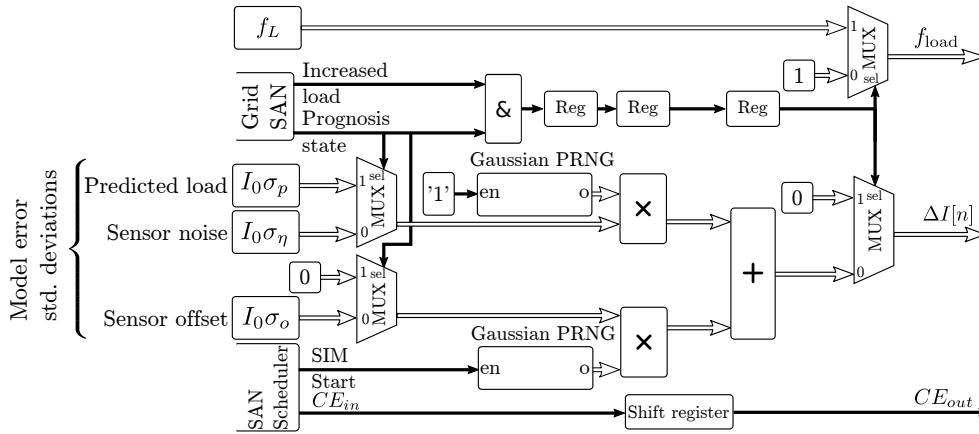 f_L
1
MUX
0
sel
f_load
1
Grid
SAN
Increased
load
Prognosis
state
&
Reg
Reg
Reg
Model error
std. deviations
Predicted load
I_0σ_p
1
sel
MUX
0
Sensor noise
I_0σ_η
Gaussian PRNG
'1'
en
o
×
0
1
sel
MUX
0
ΔI[n]
+
0
1
sel
MUX
0
Sensor offset
I_0σ_o
Gaussian PRNG
en
o
×
SAN
Scheduler
SIM
Start
CE_in
Shift register
CE_out